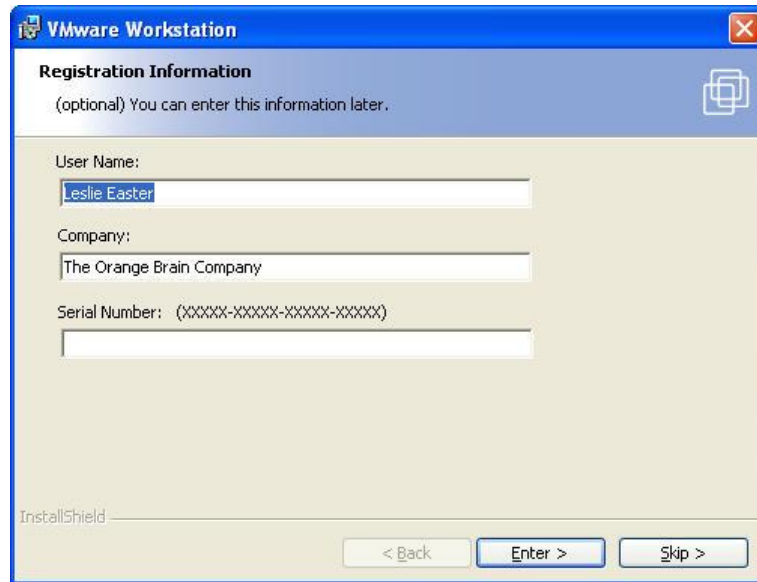 VMware Workstation
Registration Information
(optional) You can enter this information later.
User Name:
Leslie Easter
Company:
The Orange Brain Company
Serial Number: (XXXXX-XXXXX-XXXXX-XXXXX)
InstallShield
< Back Enter > Skip >